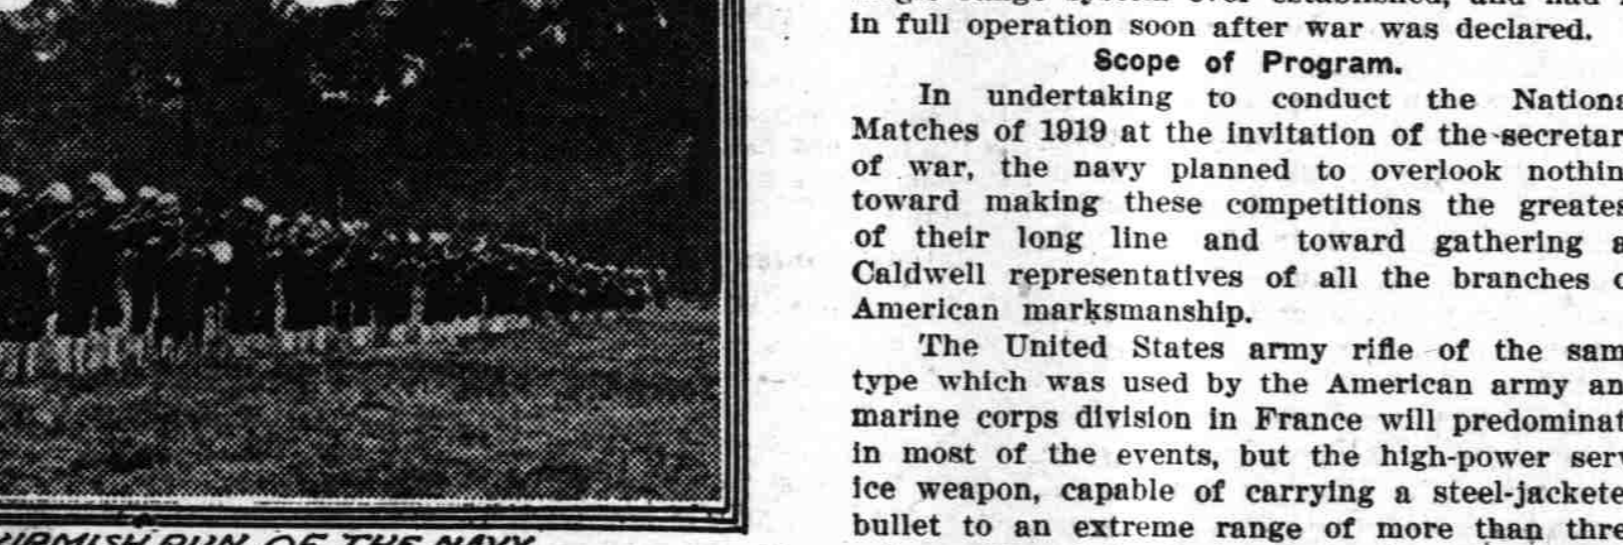 in full operation soon after war was declared.
Scope of Program.
In undertaking to conduct the Nationa
Matches of 1919 at the invitation of the secretar
of war, the navy planned to overlook nothin
toward making these competitions the greates
of their long line and toward gathering a
Caldwell representatives of all the branches o
American marksmanship.
The United States army rifle of the sam
type which was used by the American army an
marine corps division in France will predominat
in most of the events, but the high-power serv
ice weapon, capable of carrying a steel-jackete
bullet to an extreme range of more than thre
RUN OF THE NAVY